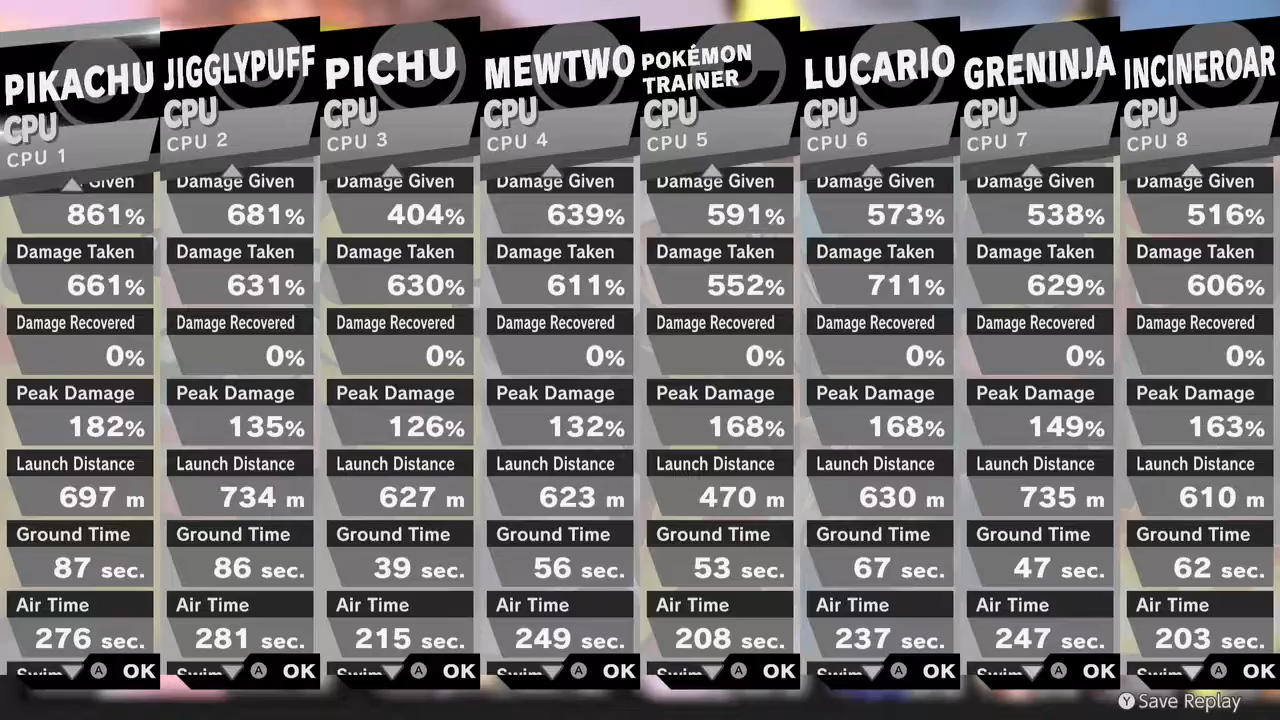 PIKACHU JIGGLYPUFF PICHU MEWTWO POKÉMON TRAINER LUCARIO GRENINJA INCINEROAR
CPU CPU CPU CPU CPU CPU CPU CPU
CPU 1 CPU 2 CPU 3 CPU 4 CPU 5 CPU 6 CPU 7 CPU 8
Given Damage Given Damage Given Damage Given Damage Given Damage Given Damage Given Damage Given
861% 681% 404% 639% 591% 573% 538% 516%
Damage Taken Damage Taken Damage Taken Damage Taken Damage Taken Damage Taken Damage Taken Damage Taken
661% 631% 630% 611% 552% 711% 629% 606%
Damage Recovered Damage Recovered Damage Recovered Damage Recovered Damage Recovered Damage Recovered Damage Recovered Damage Recovered
0% 0% 0% 0% 0% 0% 0% 0%
Peak Damage Peak Damage Peak Damage Peak Damage Peak Damage Peak Damage Peak Damage Peak Damage
182% 135% 126% 132% 168% 168% 149% 163%
Launch Distance Launch Distance Launch Distance Launch Distance Launch Distance Launch Distance Launch Distance Launch Distance
697 m 734 m 627 m 623 m 470 m 630 m 735 m 610 m
Ground Time Ground Time Ground Time Ground Time Ground Time Ground Time Ground Time Ground Time
87 sec. 86 sec. 39 sec. 56 sec. 53 sec. 67 sec. 47 sec. 62 sec.
Air Time Air Time Air Time Air Time Air Time Air Time Air Time Air Time
276 sec. 281 sec. 215 sec. 249 sec. 208 sec. 237 sec. 247 sec. 203 sec.
A OK A OK A OK A OK A OK A OK A OK A OK
Y Save Replay